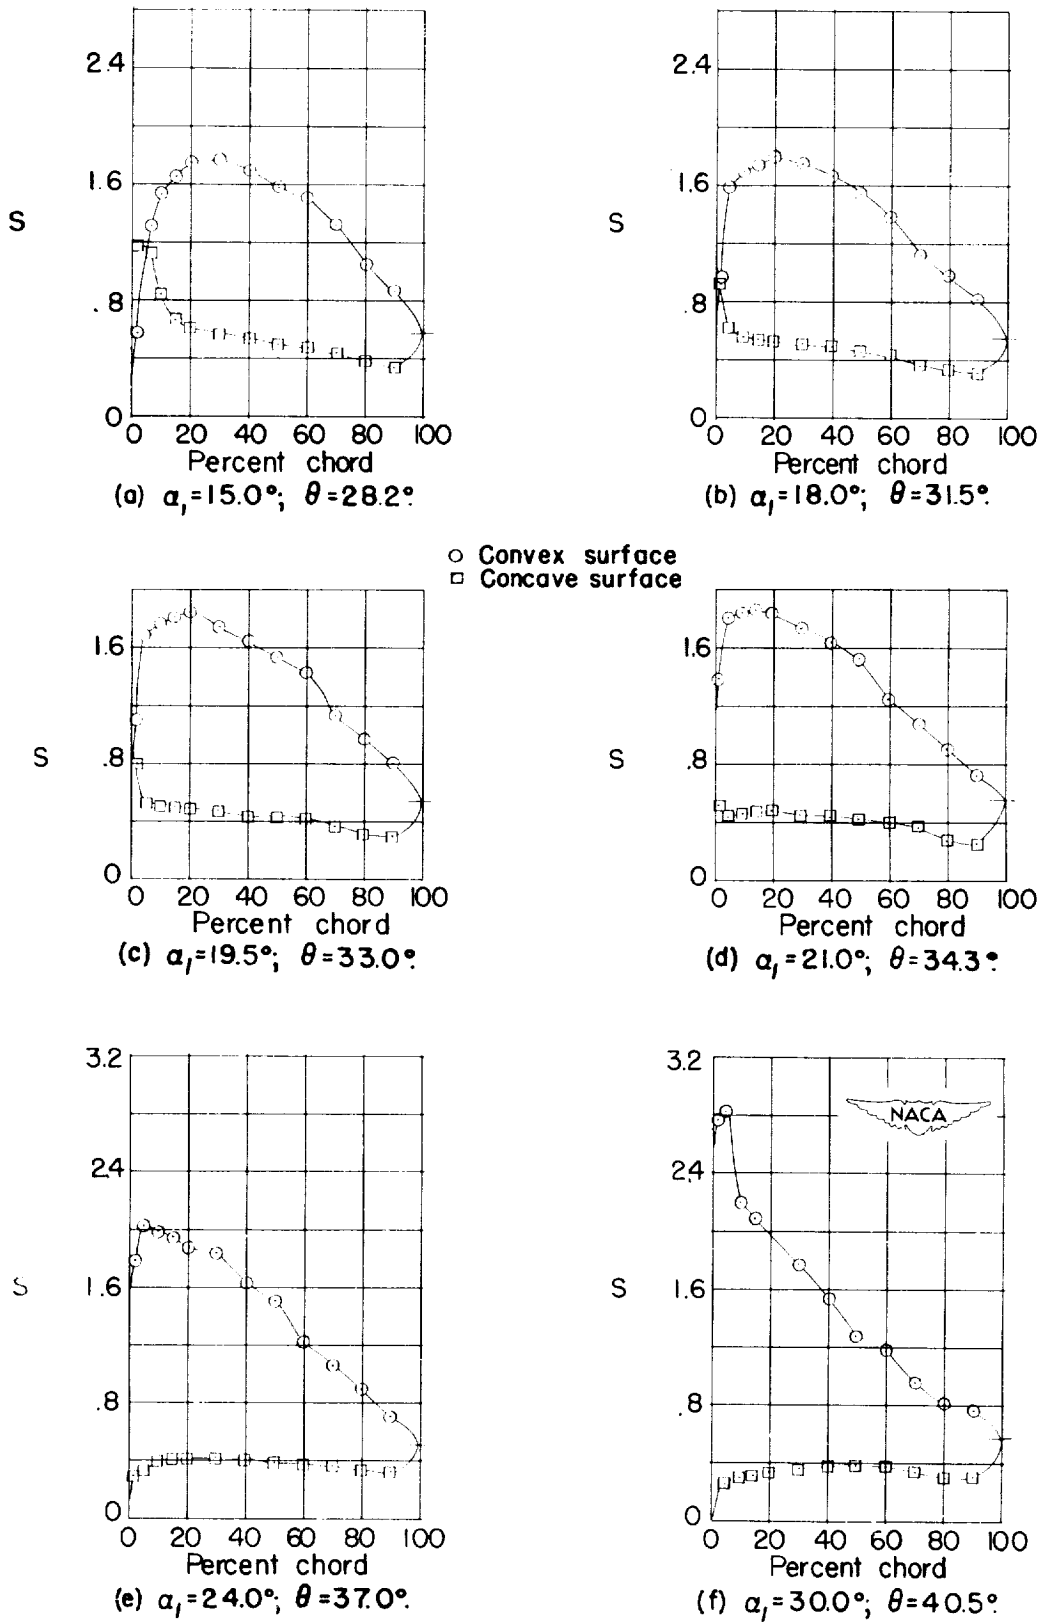 2.4
1.6
S
.8
0
0 20 40 60 80 100
Percent chord
(a) α₁=15.0°; θ=28.2°.
2.4
1.6
S
.8
0
0 20 40 60 80 100
Percent chord
(b) α₁=18.0°; θ=31.5°.
Convex surface
Concave surface
1.6
S
.8
0
0 20 40 60 80 100
Percent chord
(c) α₁=19.5°; θ=33.0°.
1.6
S
.8
0
0 20 40 60 80 100
Percent chord
(d) α₁=21.0°; θ=34.3°.
3.2
2.4
1.6
S
.8
0
0 20 40 60 80 100
Percent chord
(e) α₁=24.0°; θ=37.0°.
3.2
NACA
2.4
1.6
S
.8
0
0 20 40 60 80 100
Percent chord
(f) α₁=30.0°; θ=40.5°.